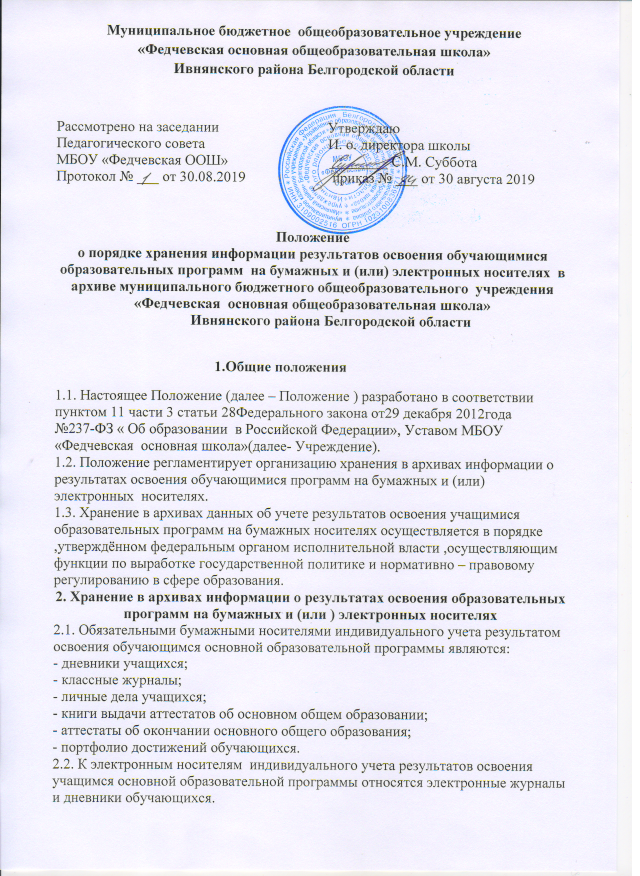 Муниципальное бюджетное общеобразовательное учреждение
«Федчевская основная общеобразовательная школа»
Ивнянского района Белгородской области
Рассмотрено на заседании
Педагогического совета
МБОУ «Федчевская ООШ»
Протокол № 1 от 30.08.2019
Утверждаю
И. о. директора школы
С.М. Суббота
приказ № от 30 августа 2019
Положение
о порядке хранения информации результатов освоения обучающимися
образовательных программ на бумажных и (или) электронных носителях в
архиве муниципального бюджетного общеобразовательного учреждения
«Федчевская основная общеобразовательная школа»
Ивнянского района Белгородской области
1.Общие положения
1.1. Настоящее Положение (далее – Положение ) разработано в соответствии
пунктом 11 части 3 статьи 28Федерального закона от29 декабря 2012года
№237-ФЗ « Об образовании в Российской Федерации», Уставом МБОУ
«Федчевская основная школа»(далее- Учреждение).
1.2. Положение регламентирует организацию хранения в архивах информации о
результатах освоения обучающимися программ на бумажных и (или)
электронных носителях.
1.3. Хранение в архивах данных об учете результатов освоения учащимися
образовательных программ на бумажных носителях осуществляется в порядке
,утверждённом федеральным органом исполнительной власти ,осуществляющим
функции по выработке государственной политике и нормативно – правовому
регулированию в сфере образования.
2. Хранение в архивах информации о результатах освоения образовательных
программ на бумажных и (или ) электронных носителях
2.1. Обязательными бумажными носителями индивидуального учета результатом
освоения обучающимся основной образовательной программы являются:
- дневники учащихся;
- классные журналы;
- личные дела учащихся;
- книги выдачи аттестатов об основном общем образовании;
- аттестаты об окончании основного общего образования;
- портфолио достижений обучающихся.
2.2. К электронным носителям индивидуального учета результатов освоения
учащимся основной образовательной программы относятся электронные журналы
и дневники обучающихся.